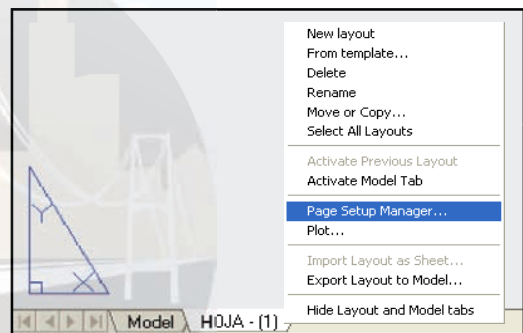 New layout
From template...
Delete
Rename
Move or Copy...
Select All Layouts
Activate Previous Layout
Activate Model Tab
Page Setup Manager...
Plot...
Import Layout as Sheet...
Export Layout to Model...
Hide Layout and Model tabs
Y
X
Model
H0JA - (1)